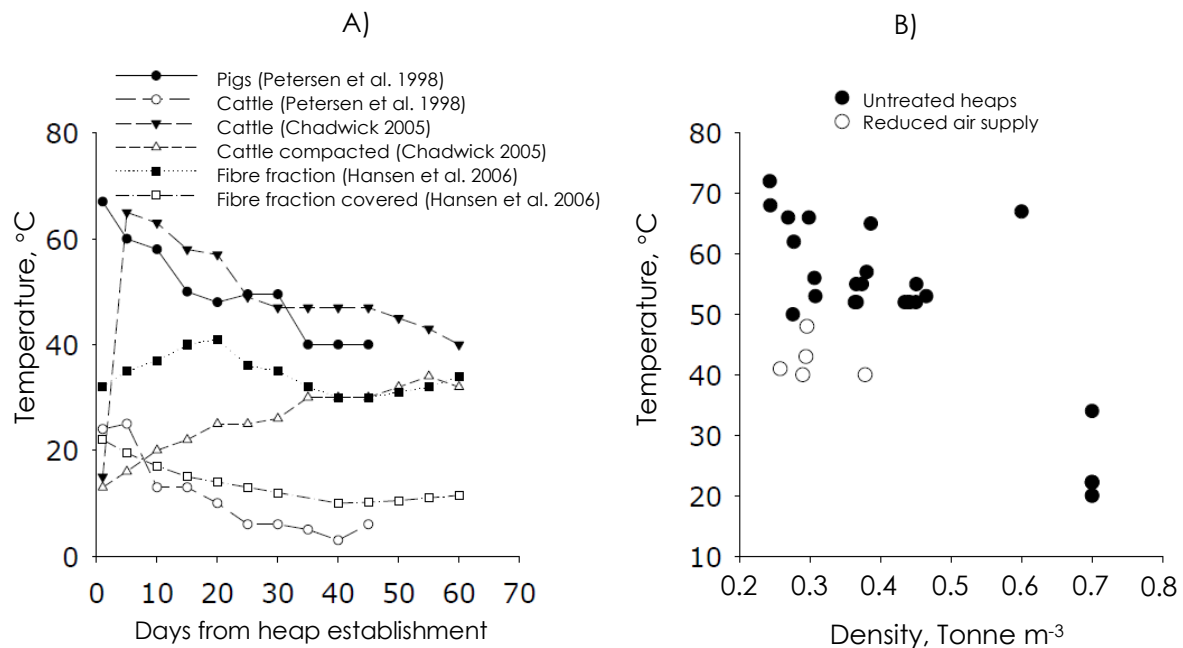 A)
Pigs (Petersen et al. 1998)
Cattle (Petersen et al. 1998)
Cattle (Chadwick 2005)
Cattle compacted (Chadwick 2005)
Fibre fraction (Hansen et al. 2006)
Fibre fraction covered (Hansen et al. 2006)
Temperature, °C
80
60
40
20
0
0 10 20 30 40 50 60 70
Days from heap establishment
B)
Untreated heaps
Reduced air supply
Temperature, °C
80
70
60
50
40
30
20
10
0.2 0.3 0.4 0.5 0.6 0.7 0.8
Density, Tonne m⁻³